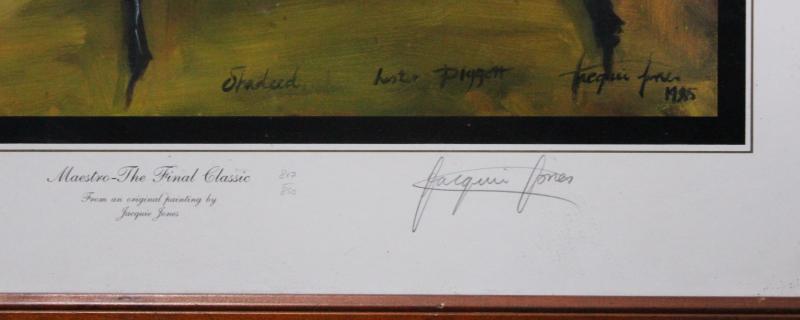 Shadeed. Lester Piggott Jacquie Jones
1985
Maestro-The Final Classic
From an original painting by
Jacquie Jones
850
Jacquie Jones